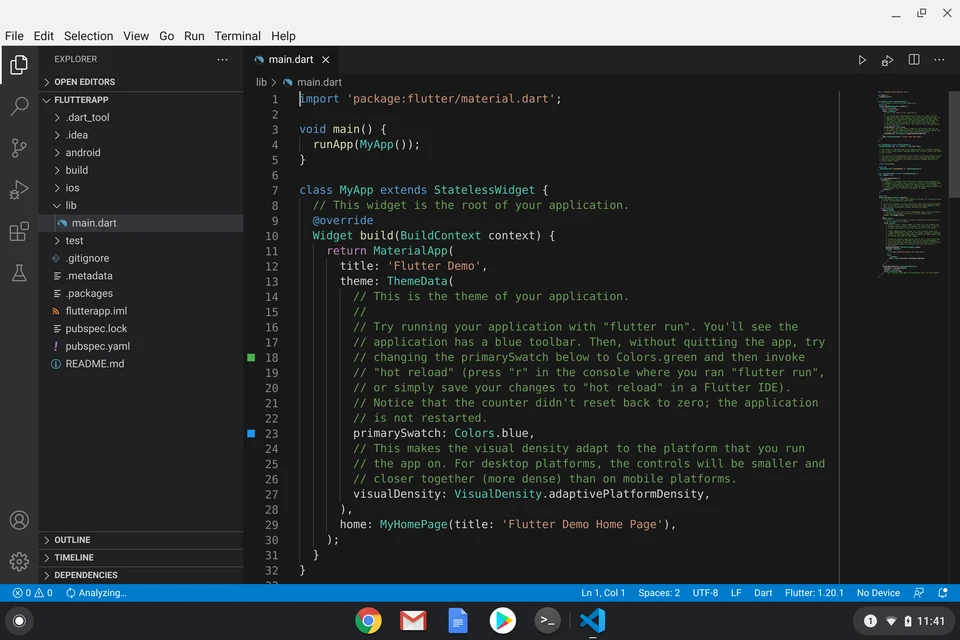 File Edit Selection View Go Run Terminal Help
EXPLORER
OPEN EDITORS
FLUTTERAPP
.dart_tool
.idea
android
build
ios
lib
main.dart
test
.gitignore
.metadata
.packages
flutterapp.iml
pubspec.lock
pubspec.yaml
README.md
OUTLINE
TIMELINE
DEPENDENCIES
main.dart
lib > main.dart
1 import 'package:flutter/material.dart';
2
3 void main() {
4   runApp(MyApp());
5 }
6
7 class MyApp extends StatelessWidget {
8   // This widget is the root of your application.
9   @override
10   Widget build(BuildContext context) {
11     return MaterialApp(
12       title: 'Flutter Demo',
13       theme: ThemeData(
14         // This is the theme of your application.
15         //
16         // Try running your application with "flutter run". You'll see the
17         // application has a blue toolbar. Then, without quitting the app, try
18         // changing the primarySwatch below to Colors.green and then invoke
19         // "hot reload" (press "r" in the console where you ran "flutter run",
20         // or simply save your changes to "hot reload" in a Flutter IDE).
21         // Notice that the counter didn't reset back to zero; the application
22         // is not restarted.
23         primarySwatch: Colors.blue,
24         // This makes the visual density adapt to the platform that you run
25         // the app on. For desktop platforms, the controls will be smaller and
26         // closer together (more dense) than on mobile platforms.
27         visualDensity: VisualDensity.adaptivePlatformDensity,
28       ),
29       home: MyHomePage(title: 'Flutter Demo Home Page'),
30     );
31   }
32 }
0 0 Analyzing... Ln 1, Col 1 Spaces: 2 UTF-8 LF Dart Flutter: 1.20.1 No Device
1 11:41